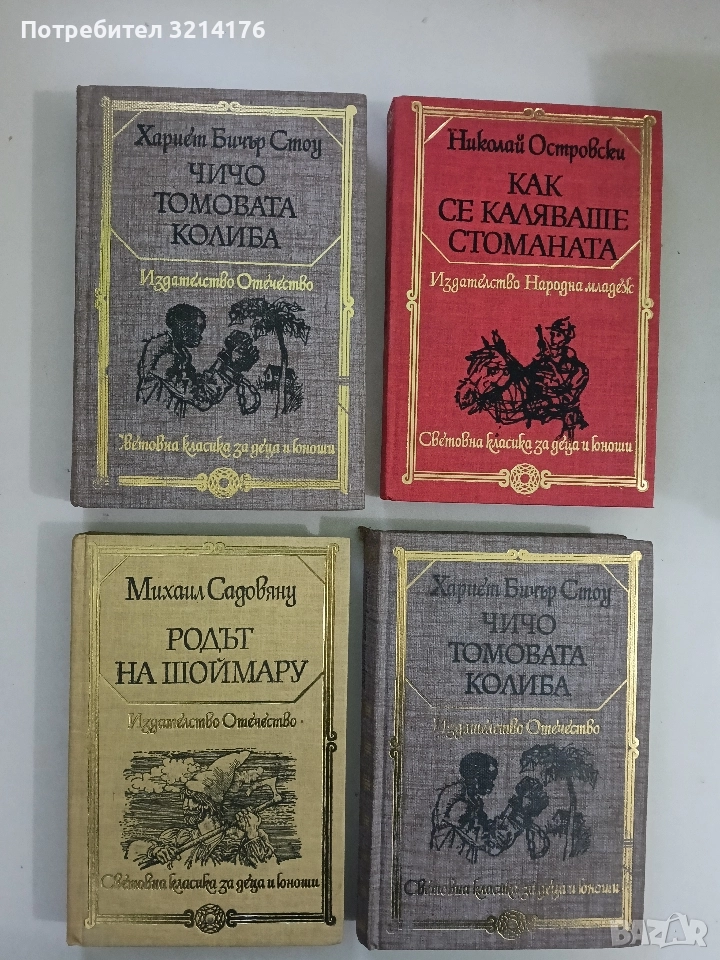 Потребител 3214176
Хариет Бичър Стоу
ЧИЧО
ТОМОВАТА
КОЛИБА
Издателство Отечество
Световна класика за деца и юноши
Николай Островски
КАК
СЕ КАЛЯВАШЕ
СТОМАНАТА
Издателство Народна младеж
Световна класика за деца и юноши
Михаил Садовяну
РОДЪТ
НА ШОЙМАРУ
Издателство Отечество
Световна класика за деца и юноши
Хариет Бичър Стоу
ЧИЧО
ТОМОВАТА
КОЛИБА
Издателство Отечество
Световна класика за деца и юноши
BAZAR